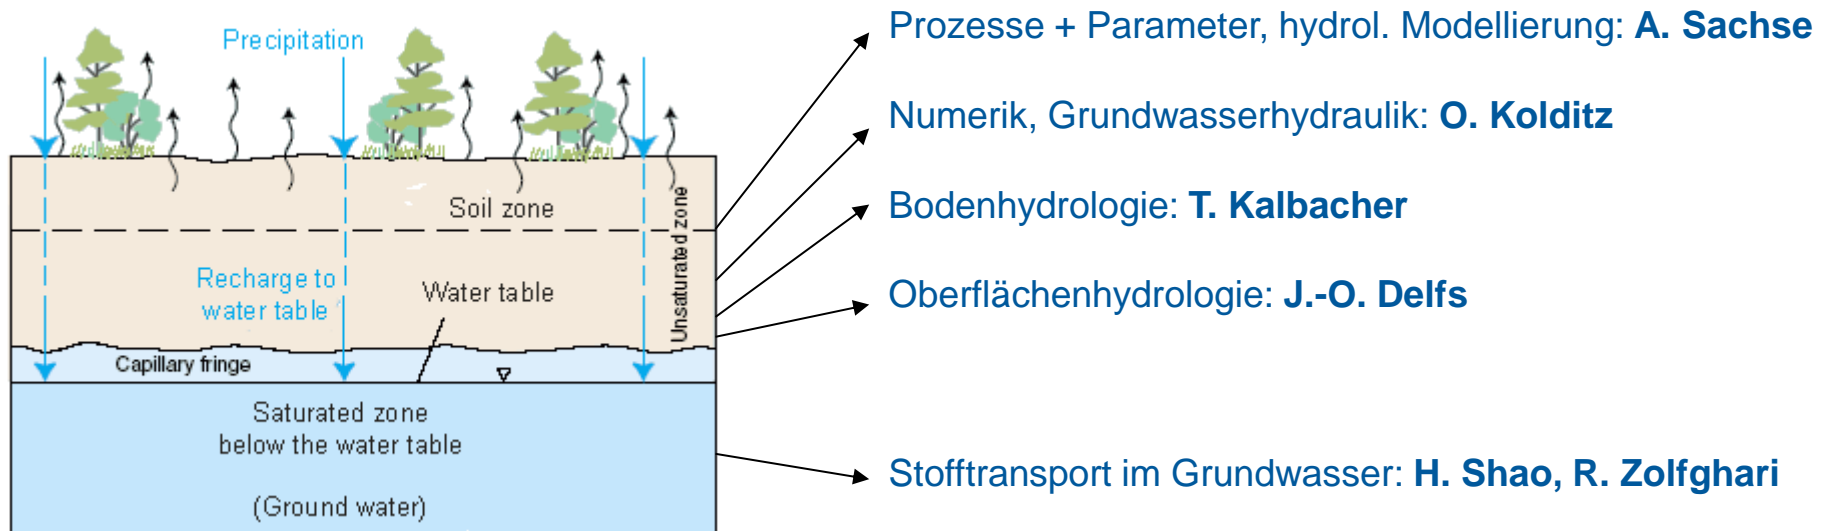 Precipitation
Soil zone
Unsaturated zone
Recharge to
water table
Water table
Capillary fringe
Saturated zone
below the water table
(Ground water)
Prozesse + Parameter, hydrol. Modellierung: A. Sachse
Numerik, Grundwasserhydraulik: O. Kolditz
Bodenhydrologie: T. Kalbacher
Oberflächenhydrologie: J.-O. Delfs
Stofftransport im Grundwasser: H. Shao, R. Zolfghari